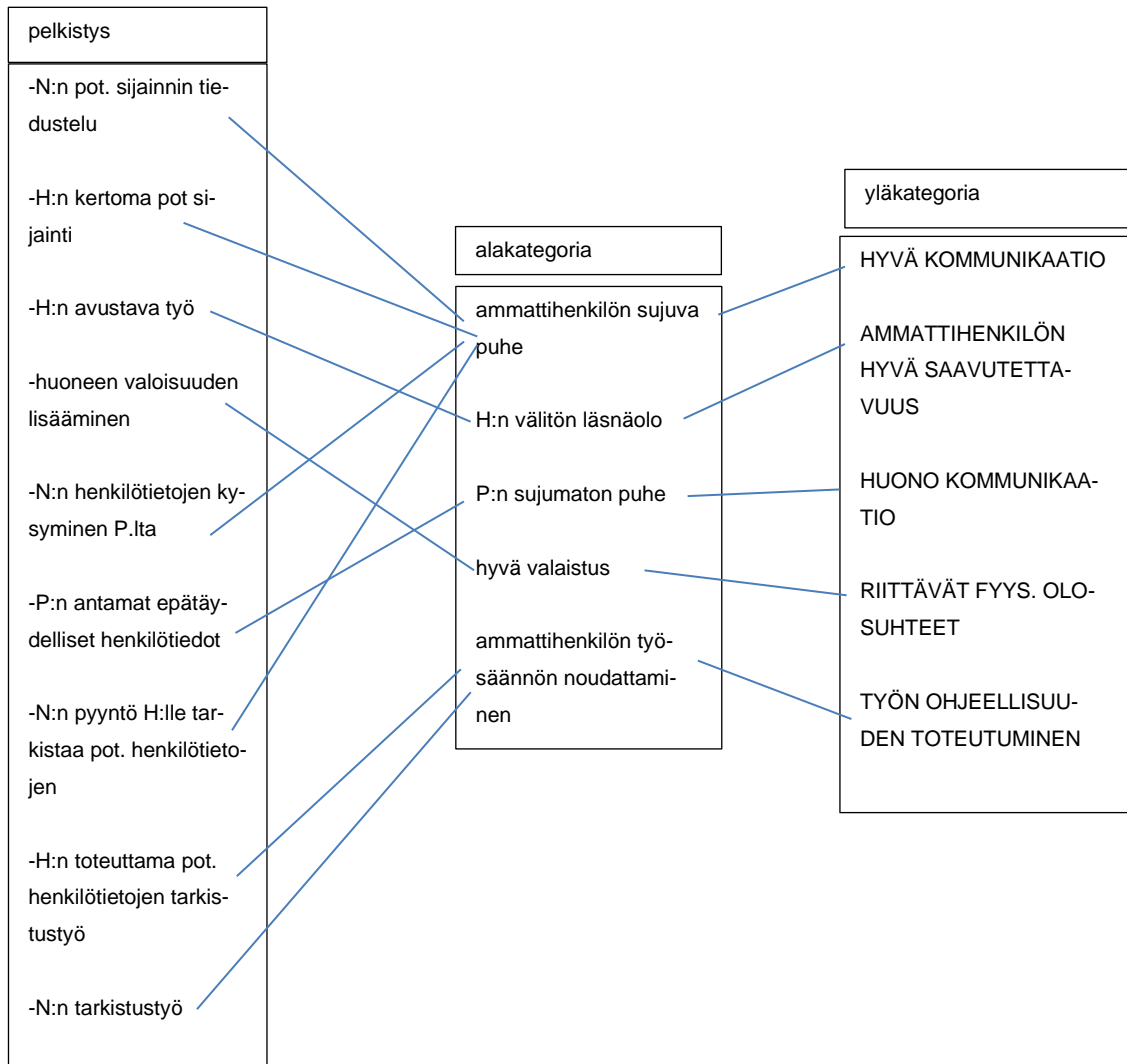 pelkistys
-N:n pot. sijainnin tie-
dustelu
-H:n kertoma pot si-
jainti
-H:n avustava työ
-huoneen valoisuuden
lisääminen
-N:n henkilötietojen ky-
syminen P.lta
-P:n antamat epätäy-
delliset henkilötiedot
-N:n pyyntö H:lle tar-
kistaa pot. henkilötieto-
jen
-H:n toteuttama pot.
henkilötietojen tarkis-
tustyö
-N:n tarkistustyö
alakategoria
ammattihenkilön sujuva
puhe
H:n välitön läsnäolo
P:n sujumaton puhe
hyvä valaistus
ammattihenkilön työ-
säännön noudattami-
nen
yläkategoria
HYVÄ KOMMUNIKAATIO
AMMATTIHENKILÖN
HYVÄ SAAVUTETTA-
VUUS
HUONO KOMMUNIKAA-
TIO
RIITTÄVÄT FYYS. OLO-
SUHTEET
TYÖN OHJEELLISUU-
DEN TOTEUTUMINEN